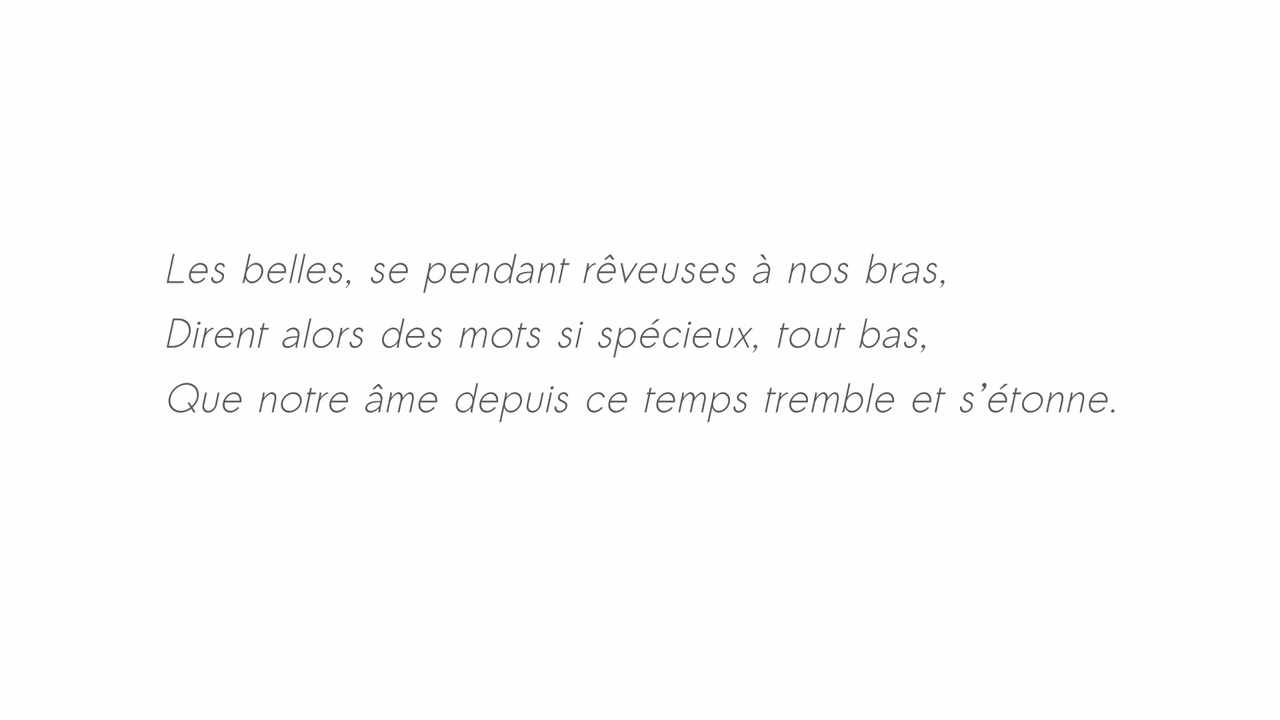 Les belles, se pendant rêveuses à nos bras,
Dirent alors des mots si spécieux, tout bas,
Que notre âme depuis ce temps tremble et s’étonne.